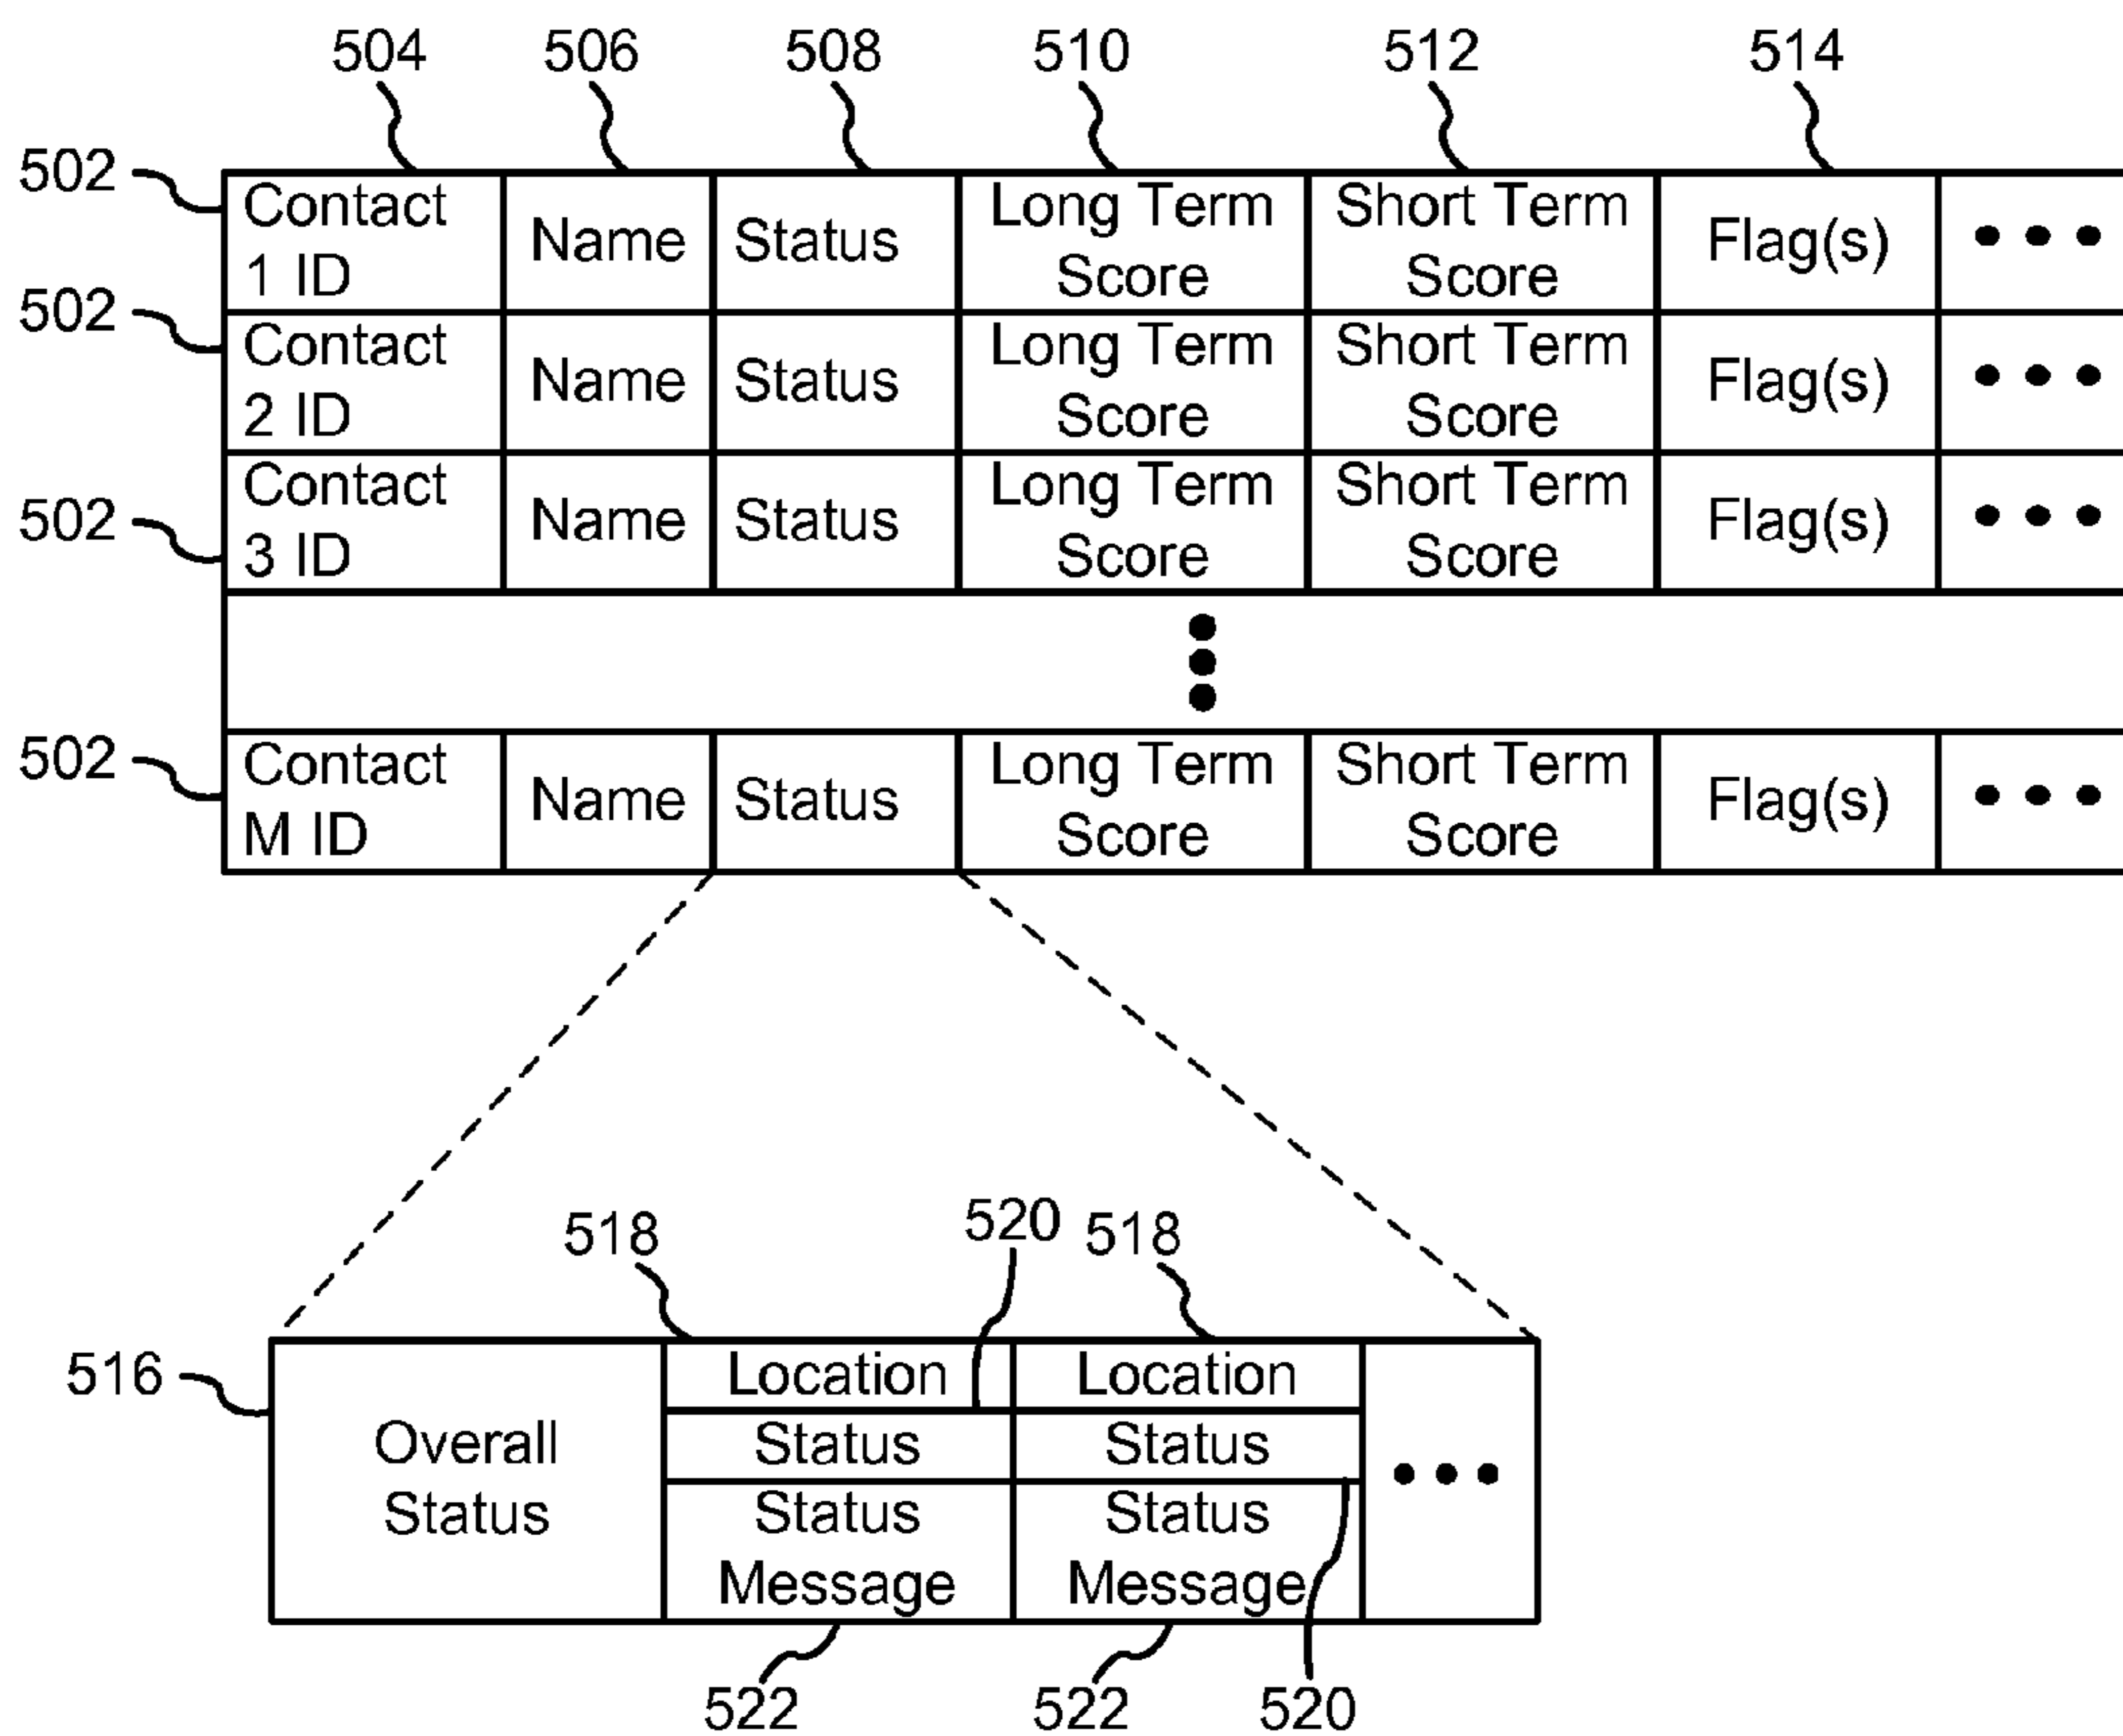 504 506 508 510 512 514
502 Contact 1 ID Name Status Long Term Score Short Term Score Flag(s) • • •
502 Contact 2 ID Name Status Long Term Score Short Term Score Flag(s) • • •
502 Contact 3 ID Name Status Long Term Score Short Term Score Flag(s) • • •
502 Contact M ID Name Status Long Term Score Short Term Score Flag(s) • • •
518 520 518
516 Overall Status
Location Location
Status Status • • •
Status Message Status Message
522 522 520